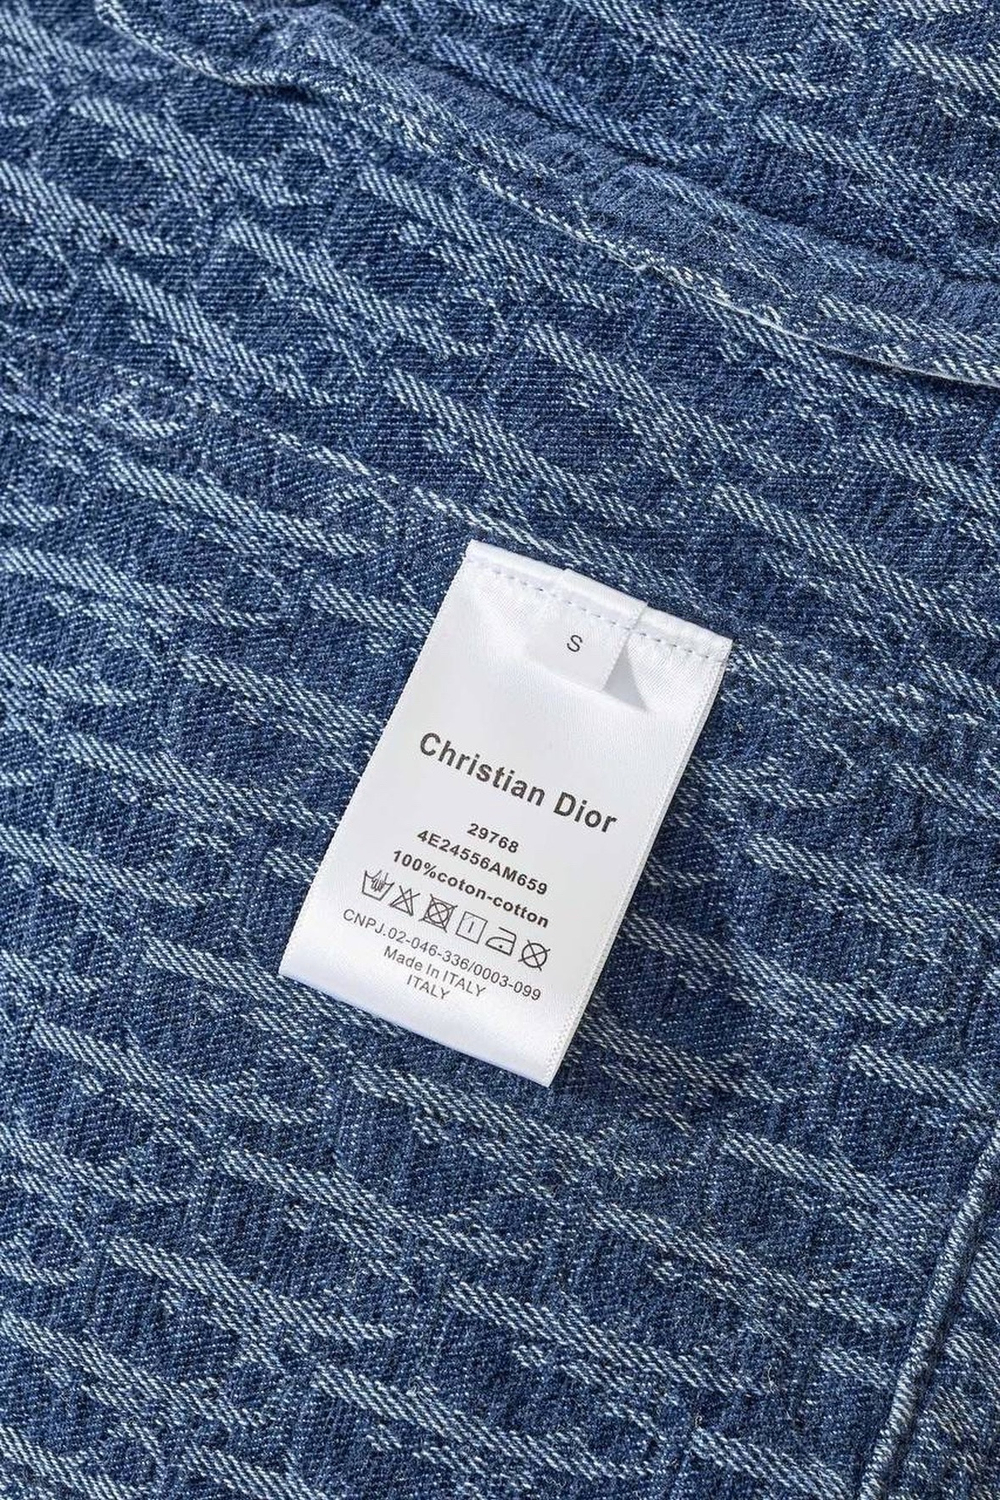 S
Christian Dior
29768
4E24556AM659
100%coton-cotton
CNPJ.02-046-336/0003-099
Made In ITALY
ITALY